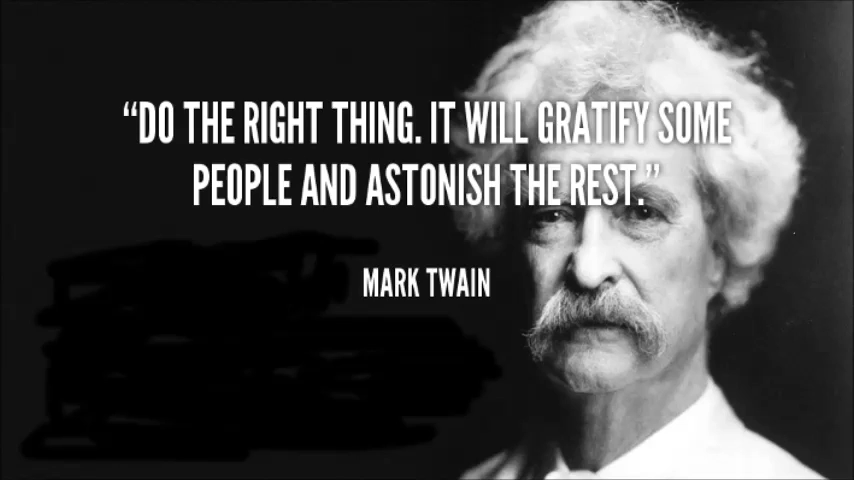 “DO THE RIGHT THING. IT WILL GRATIFY SOME
PEOPLE AND ASTONISH THE REST.”
MARK TWAIN